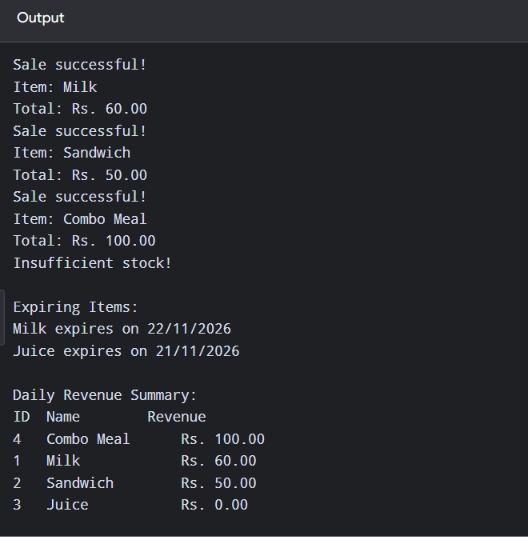 Output
Sale successful!
Item: Milk
Total: Rs. 60.00
Sale successful!
Item: Sandwich
Total: Rs. 50.00
Sale successful!
Item: Combo Meal
Total: Rs. 100.00
Insufficient stock!
Expiring Items:
Milk expires on 22/11/2026
Juice expires on 21/11/2026
Daily Revenue Summary:
ID  Name        Revenue
4   Combo Meal      Rs. 100.00
1   Milk            Rs. 60.00
2   Sandwich        Rs. 50.00
3   Juice           Rs. 0.00